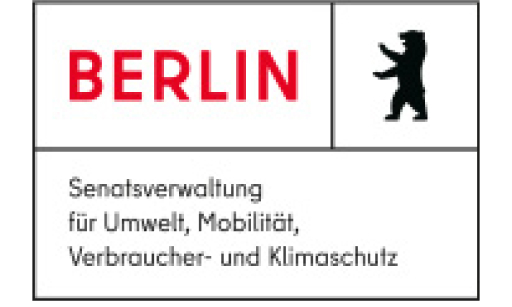 BERLIN
Senatsverwaltung
für Umwelt, Mobilität,
Verbraucher- und Klimaschutz